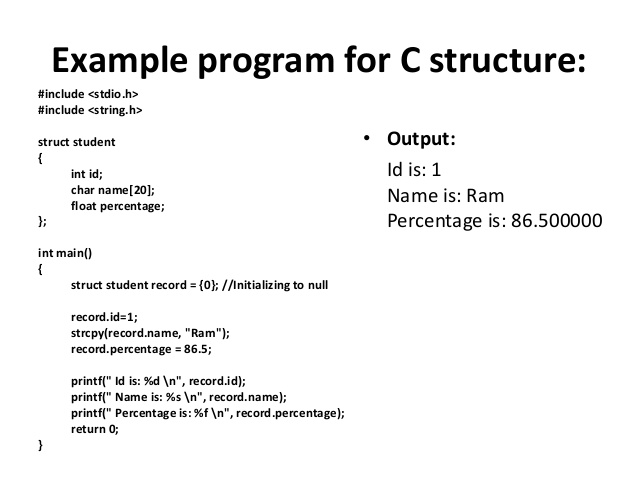 Example program for C structure:
#include <stdio.h>
#include <string.h>
struct student
{
int id;
char name[20];
float percentage;
};
int main()
{
struct student record = {0}; //Initializing to null
record.id=1;
strcpy(record.name, "Ram");
record.percentage = 86.5;
printf(" Id is: %d \n", record.id);
printf(" Name is: %s \n", record.name);
printf(" Percentage is: %f \n", record.percentage);
return 0;
}
• Output:
Id is: 1
Name is: Ram
Percentage is: 86.500000